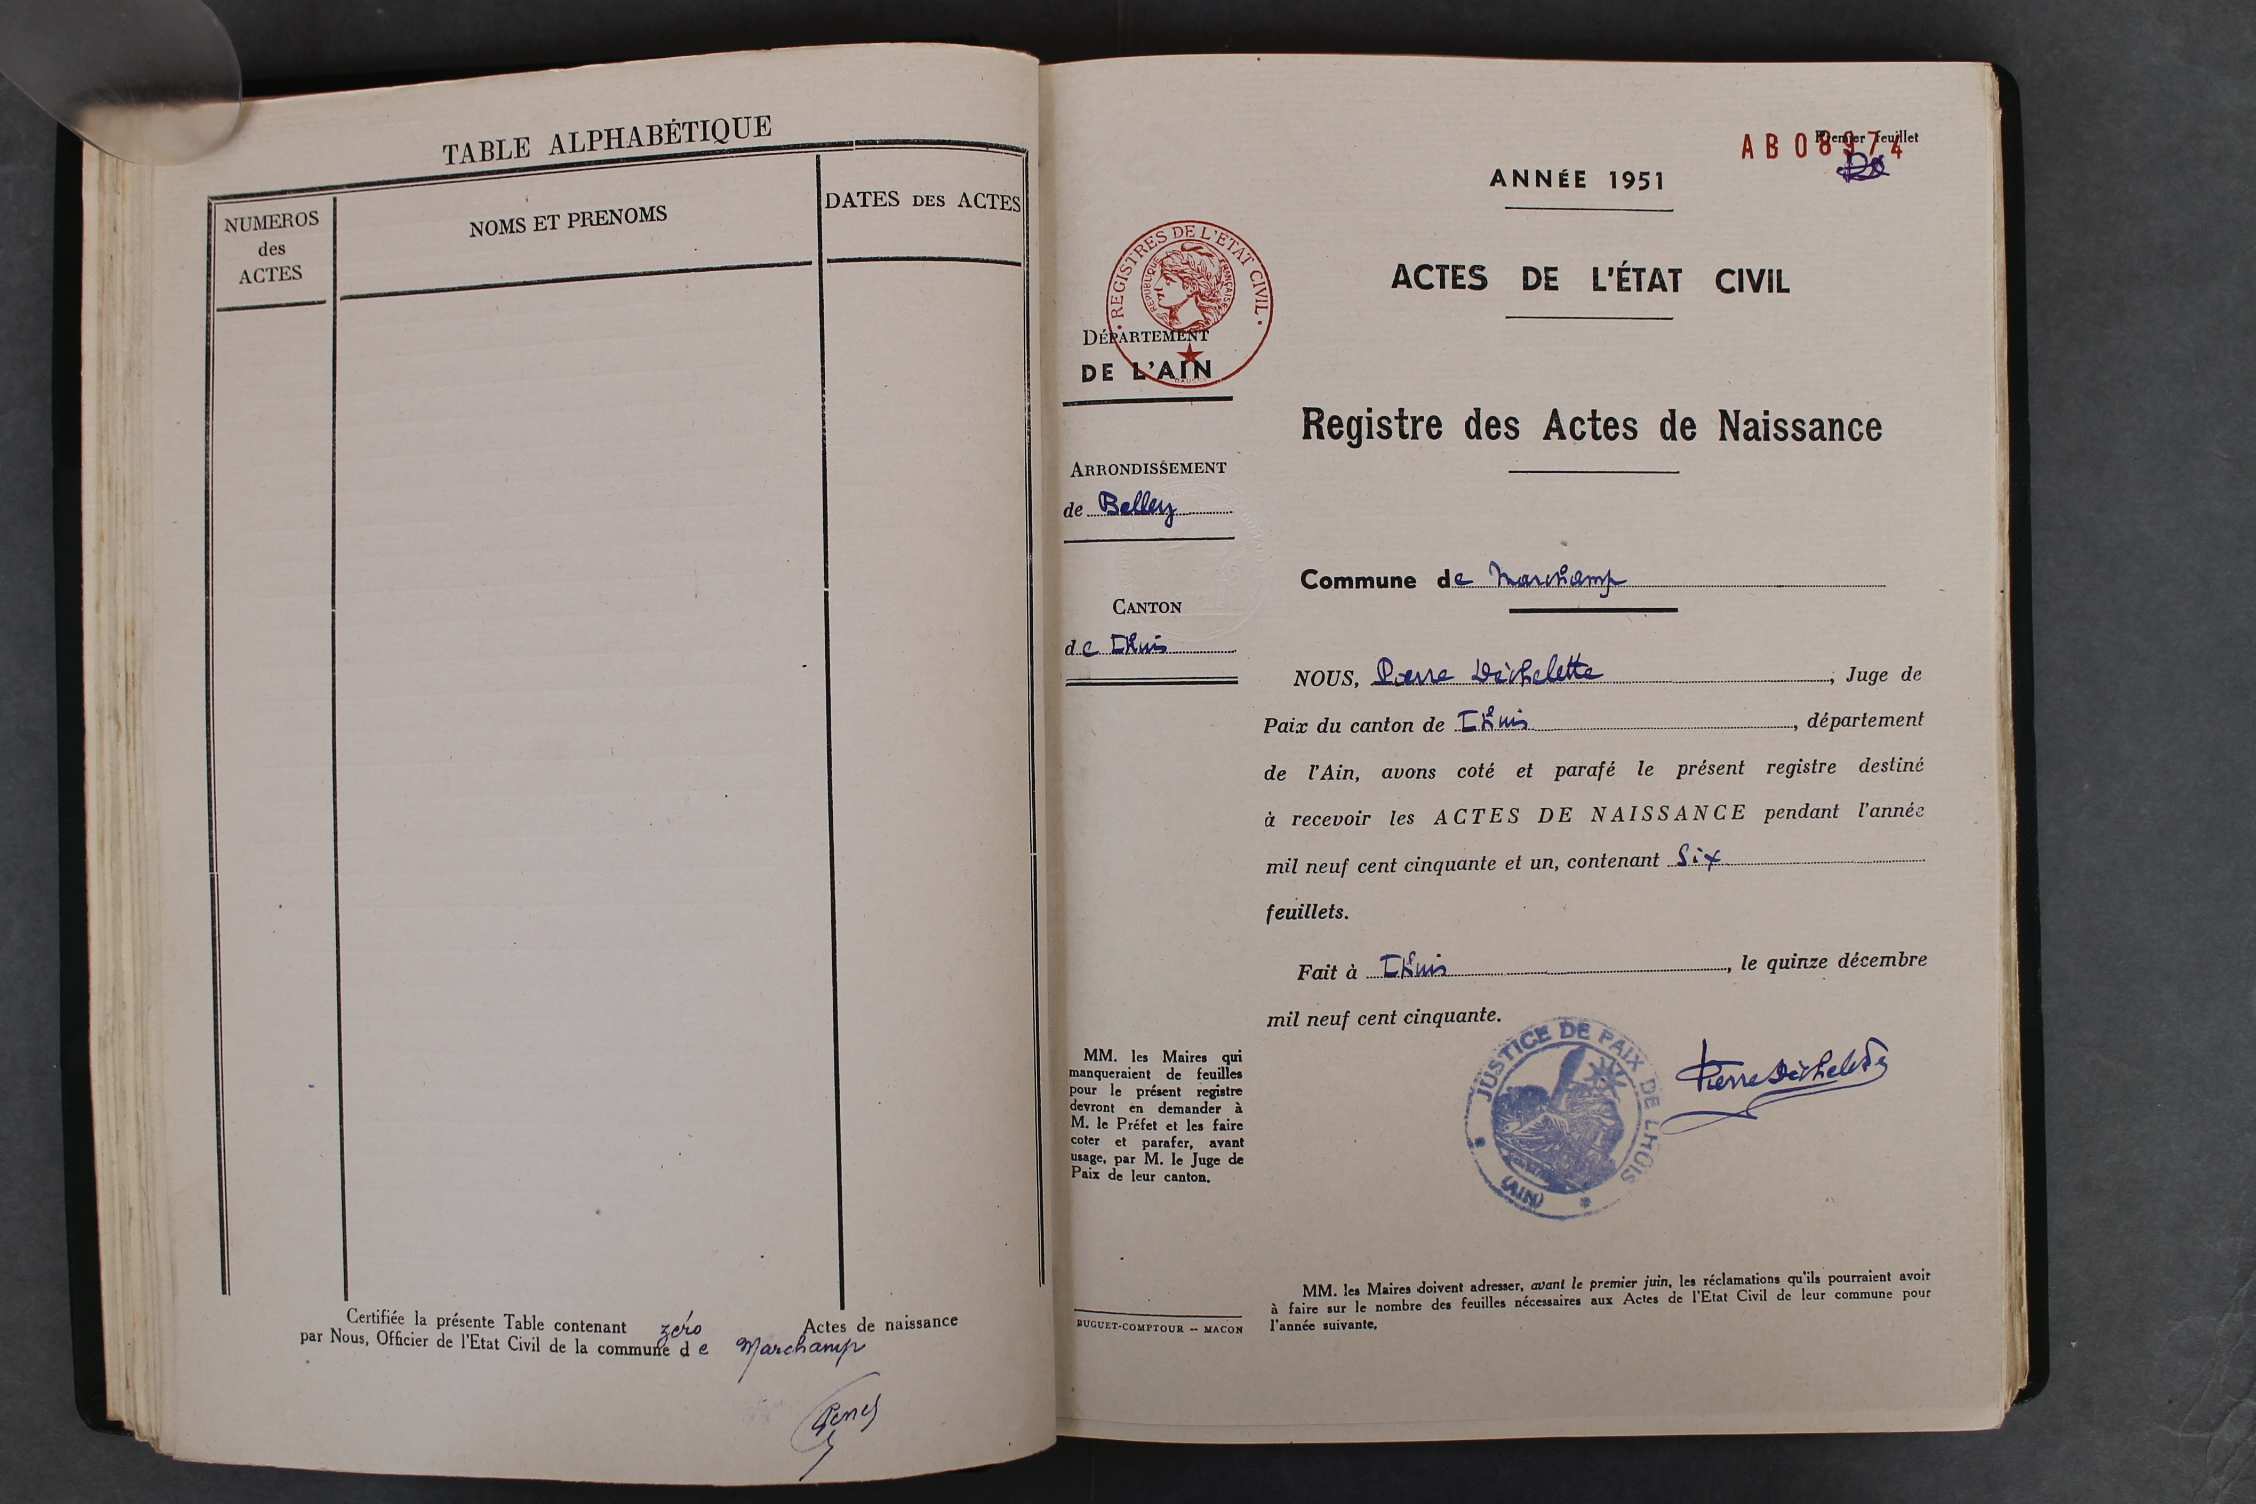 TABLE ALPHABÉTIQUE
NUMEROS
des
ACTES
NOMS ET PRENOMS
DATES DES ACTES
Certifiée la présente Table contenant zéro Actes de naissance
par Nous, Officier de l'Etat Civil de la commune de Marchamp
AB08974
Premier feuillet
ANNÉE 1951
ACTES DE L'ÉTAT CIVIL
• REGISTRES DE L'ETAT CIVIL •
REPUBLIQUE FRANÇAISE
DÉPARTEMENT
DE L'AIN
Registre des Actes de Naissance
ARRONDISSEMENT
de Belley
Commune de Marchamp
CANTON
de Lhuis
NOUS, Pierre Déchelette, Juge de
Paix du canton de Lhuis, département
de l'Ain, avons coté et parafé le présent registre destiné
à recevoir les ACTES DE NAISSANCE pendant l'année
mil neuf cent cinquante et un, contenant Six
feuillets.
Fait à Lhuis, le quinze décembre
mil neuf cent cinquante.
JUSTICE DE PAIX DE LHUIS
(AIN)
Pierre Déchelette
MM. les Maires qui
manqueraient de feuilles
pour le présent registre
devront en demander à
M. le Préfet et les faire
coter et parafer, avant
usage, par M. le Juge de
Paix de leur canton.
BUGUET-COMPTOUR -- MACON
MM. les Maires doivent adresser, avant le premier juin, les réclamations qu'ils pourraient avoir
à faire sur le nombre des feuilles nécessaires aux Actes de l'Etat Civil de leur commune pour
l'année suivante.